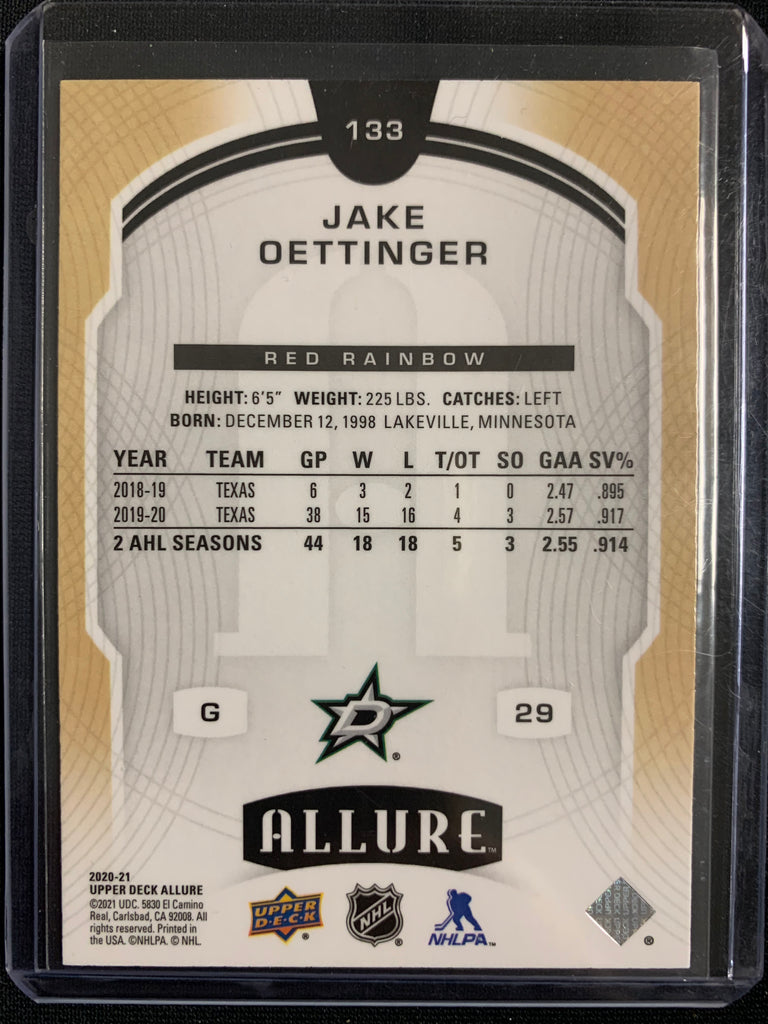 133
JAKE
OETTINGER
RED RAINBOW
HEIGHT: 6'5" WEIGHT: 225 LBS. CATCHES: LEFT
BORN: DECEMBER 12, 1998 LAKEVILLE, MINNESOTA
YEAR TEAM GP W L T/OT SO GAA SV%
2018-19 TEXAS 6 3 2 1 0 2.47 .895
2019-20 TEXAS 38 15 16 4 3 2.57 .917
2 AHL SEASONS 44 18 18 5 3 2.55 .914
G
D
®
29
ALLURE™
2020-21
UPPER DECK ALLURE
©2021 UDC. 5830 El Camino
Real, Carlsbad, CA 92008. All
rights reserved. Printed in
the USA. ©NHLPA. © NHL.
UPPER
D·E·C·K
®
NHL
®
NHLPA™
®